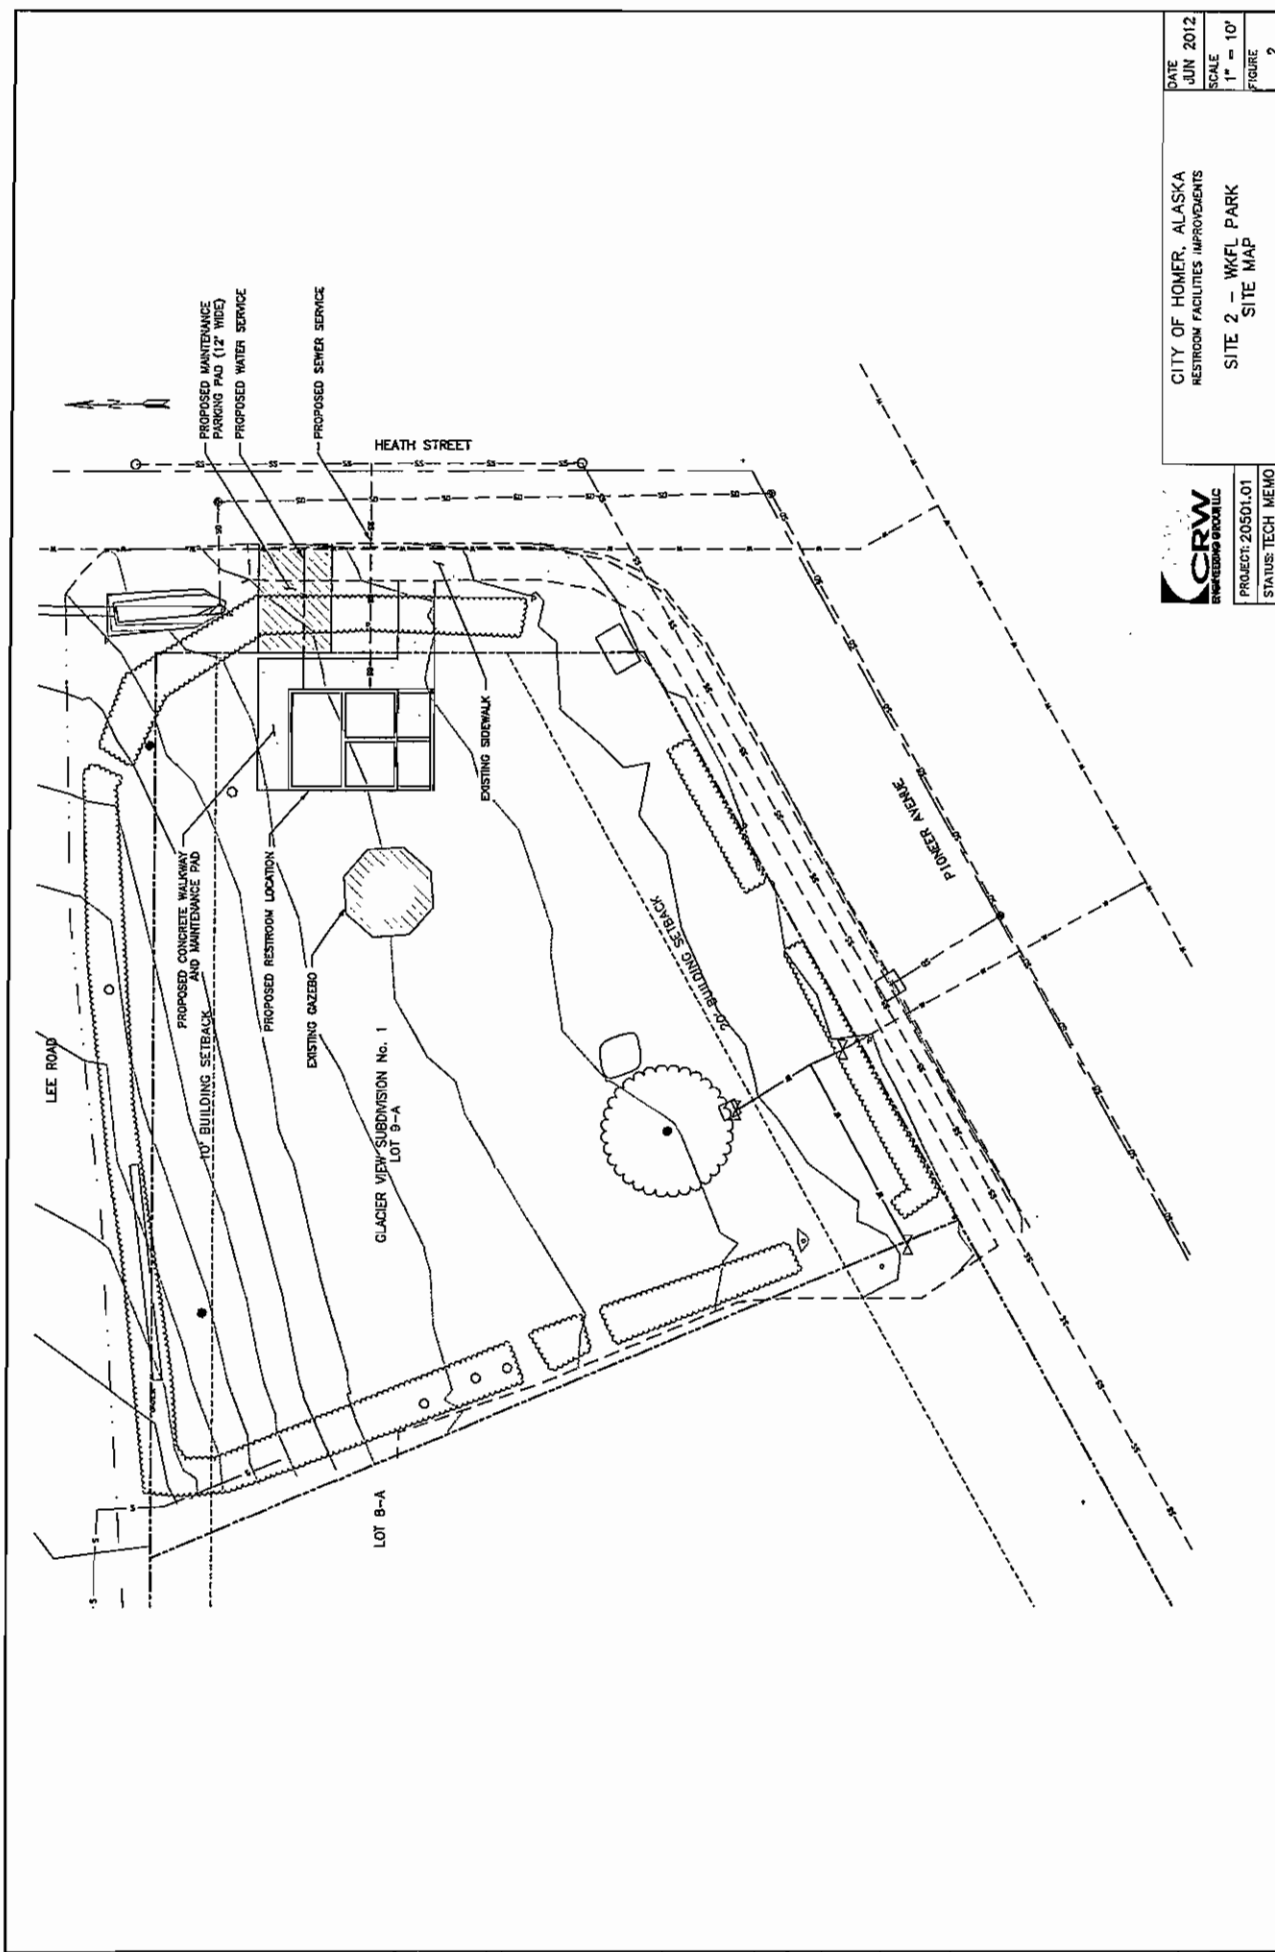 LEE ROAD
PROPOSED MAINTENANCE
PARKING PAD (12' WIDE)
PROPOSED WATER SERVICE
PROPOSED SEWER SERVICE
HEATH STREET
PROPOSED CONCRETE WALKWAY
AND MAINTENANCE PAD
10' BUILDING SETBACK
PROPOSED RESTROOM LOCATION
EXISTING GAZEBO
EXISTING SIDEWALK
GLACIER VIEW SUBDIVISION No. 1
LOT 9-A
LOT 8-A
20' BUILDING SETBACK
PIONEER AVENUE
CRW
ENGINEERING GROUP, LLC
PROJECT: 20501.01
STATUS: TECH MEMO
CITY OF HOMER, ALASKA
RESTROOM FACILITIES IMPROVEMENTS
SITE 2 – WKFL PARK
SITE MAP
DATE
JUN 2012
SCALE
1" = 10'
FIGURE
2